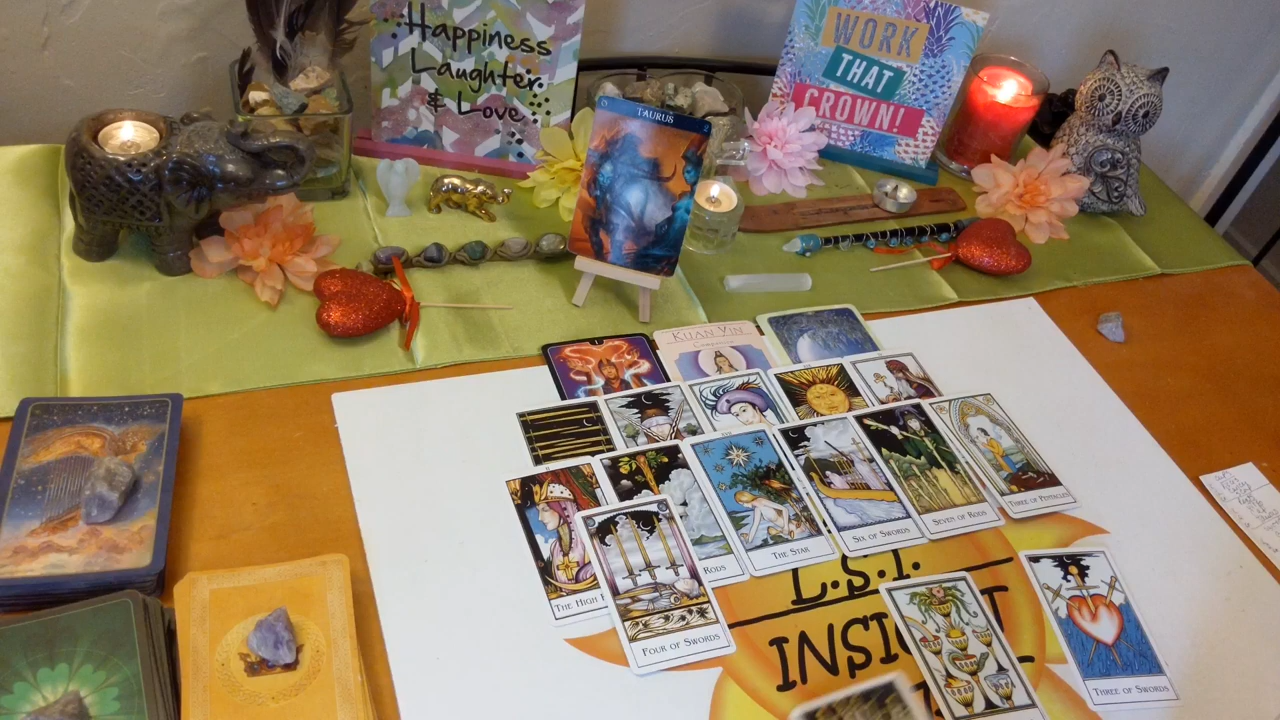 Happiness
Laughter
& Love
WORK
THAT
CROWN!
TAURUS
KUAN YIN
THREE OF PENTACLES
SEVEN OF RODS
SIX OF SWORDS
THE STAR
RODS
THE HIGH
FOUR OF SWORDS
THREE OF SWORDS
L.S.I.